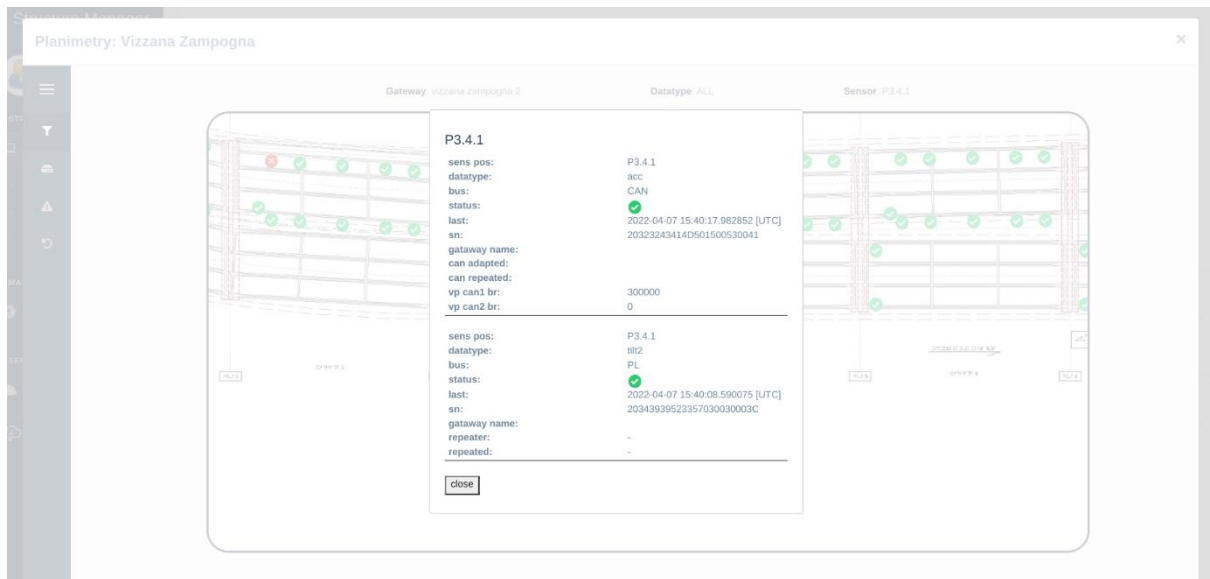 Structure Manager
Planimetry: Vizzana Zampogna ×
Gateway: vizzana zampogna 2 Datatype: ALL Sensor: P3.4.1
P3.4.1
sens pos: P3.4.1
datatype: acc
bus: CAN
status:
last: 2022-04-07 15:40:17.982852 [UTC]
sn: 20323243414D501500530041
gataway name:
can adapted:
can repeated:
vp can1 br: 300000
vp can2 br: 0
sens pos: P3.4.1
datatype: tilt2
bus: PL
status:
last: 2022-04-07 15:40:08.590075 [UTC]
sn: 20343939523357030030003C
gataway name:
repeater: -
repeated: -
close